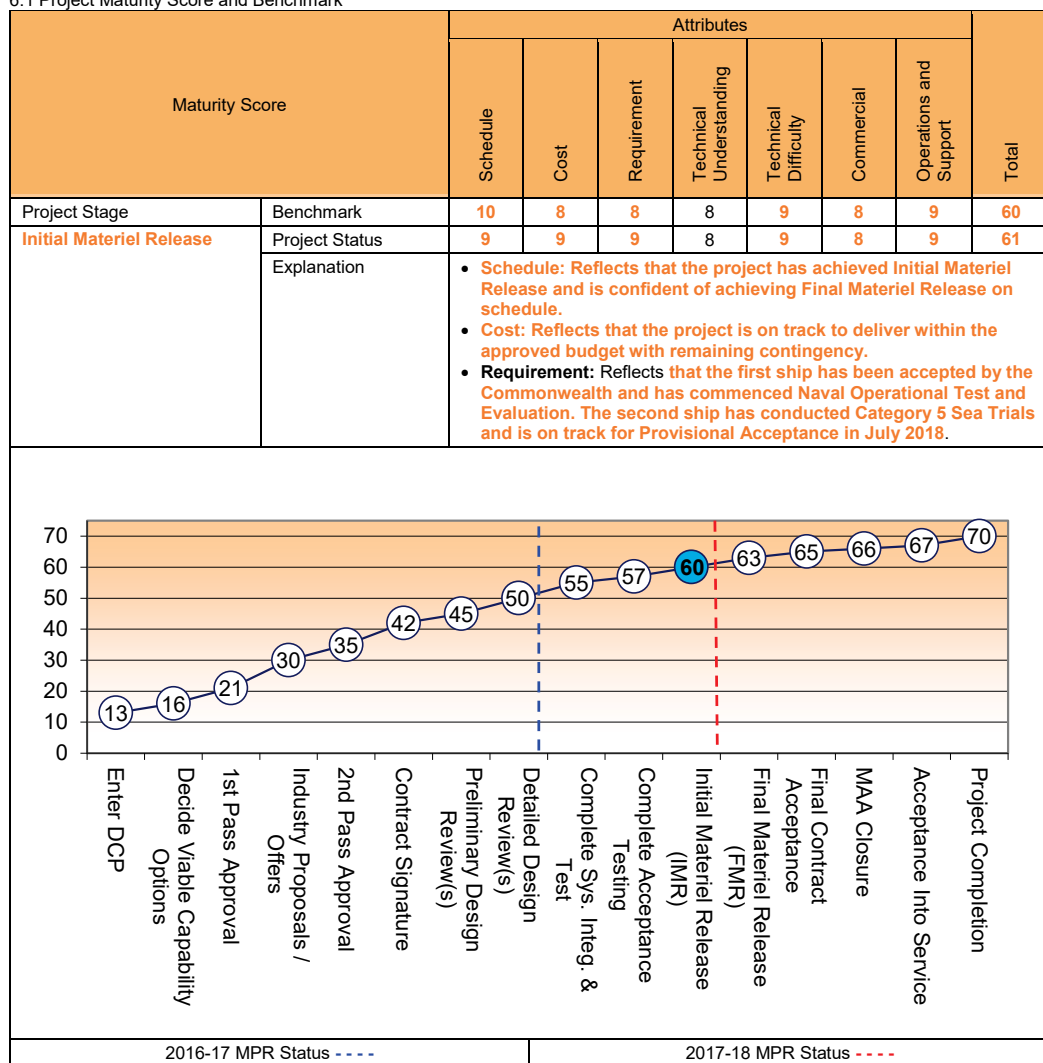 6.1 Project Maturity Score and Benchmark
Maturity Score
Attributes
Schedule
Cost
Requirement
Technical Understanding
Technical Difficulty
Commercial
Operations and Support
Total
Project Stage Benchmark 10 8 8 8 9 8 9 60
Initial Materiel Release Project Status 9 9 9 8 9 8 9 61
Explanation
• Schedule: Reflects that the project has achieved Initial Materiel
Release and is confident of achieving Final Materiel Release on
schedule.
• Cost: Reflects that the project is on track to deliver within the
approved budget with remaining contingency.
• Requirement: Reflects that the first ship has been accepted by the
Commonwealth and has commenced Naval Operational Test and
Evaluation. The second ship has conducted Category 5 Sea Trials
and is on track for Provisional Acceptance in July 2018.
70
60
50
40
30
20
10
0
13
16
21
30
35
42
45
50
55
57
60
63
65
66
67
70
Enter DCP
Decide Viable Capability
Options
1st Pass Approval
Industry Proposals /
Offers
2nd Pass Approval
Contract Signature
Preliminary Design
Review(s)
Detailed Design
Review(s)
Complete Sys. Integ. &
Test
Complete Acceptance
Testing
Initial Materiel Release
(IMR)
Final Materiel Release
(FMR)
Final Contract
Acceptance
MAA Closure
Acceptance Into Service
Project Completion
2016-17 MPR Status - - - -
2017-18 MPR Status - - - -